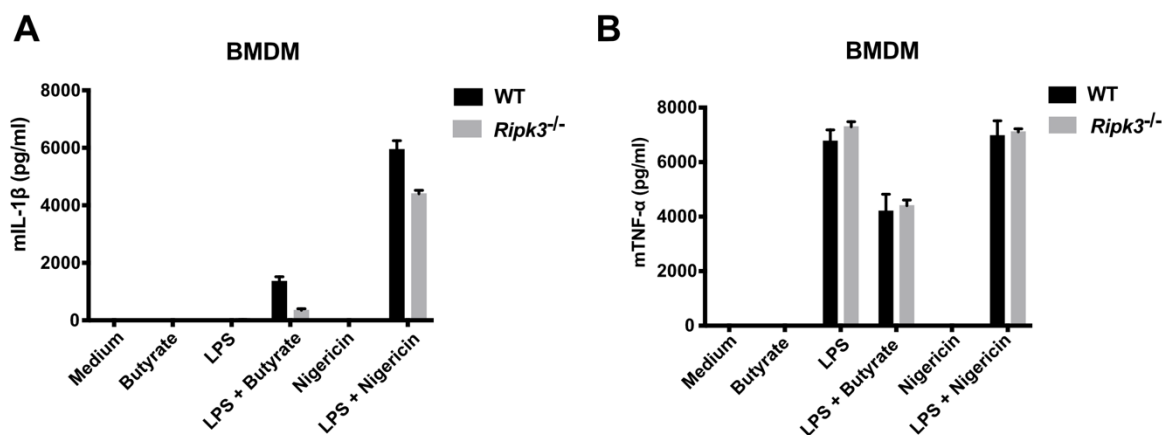 A
BMDM
mIL-1β (pg/ml)
8000
6000
4000
2000
0
Medium
Butyrate
LPS
LPS + Butyrate
Nigericin
LPS + Nigericin
WT
Ripk3-/-
B
BMDM
mTNF-α (pg/ml)
8000
6000
4000
2000
0
Medium
Butyrate
LPS
LPS + Butyrate
Nigericin
LPS + Nigericin
WT
Ripk3-/-